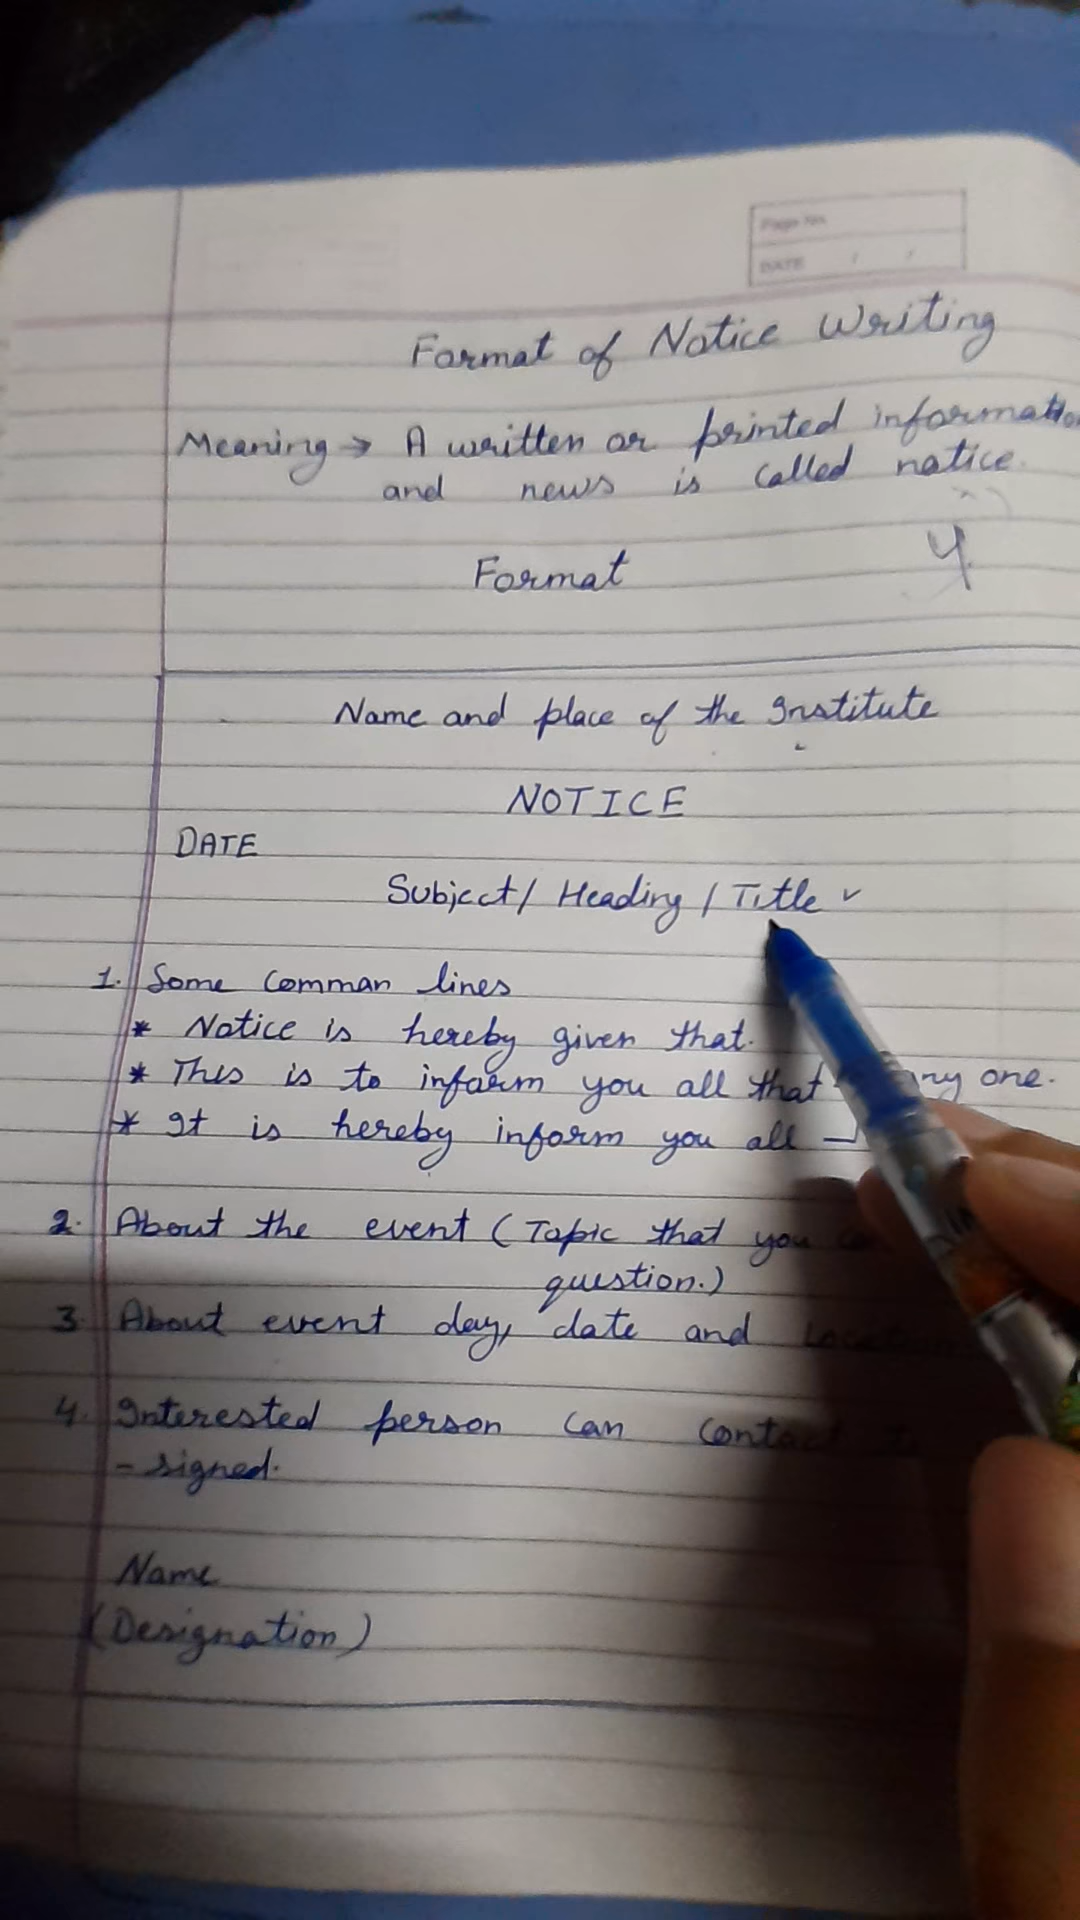 Page No.
DATE / /
Format of Notice Writing
Meaning → A written or printed information
and news is called notice.
4
Format
Name and place of the Institute
NOTICE
DATE
Subject / Heading / Title ✓
1. Some comman lines
* Notice is hereby given that.
* This is to inform you all that any one.
* It is hereby inform you all
2. About the event ( Topic that you
question.)
3. About event day, date and
4. Interested person can contact
- signed.
Name
(Designation)